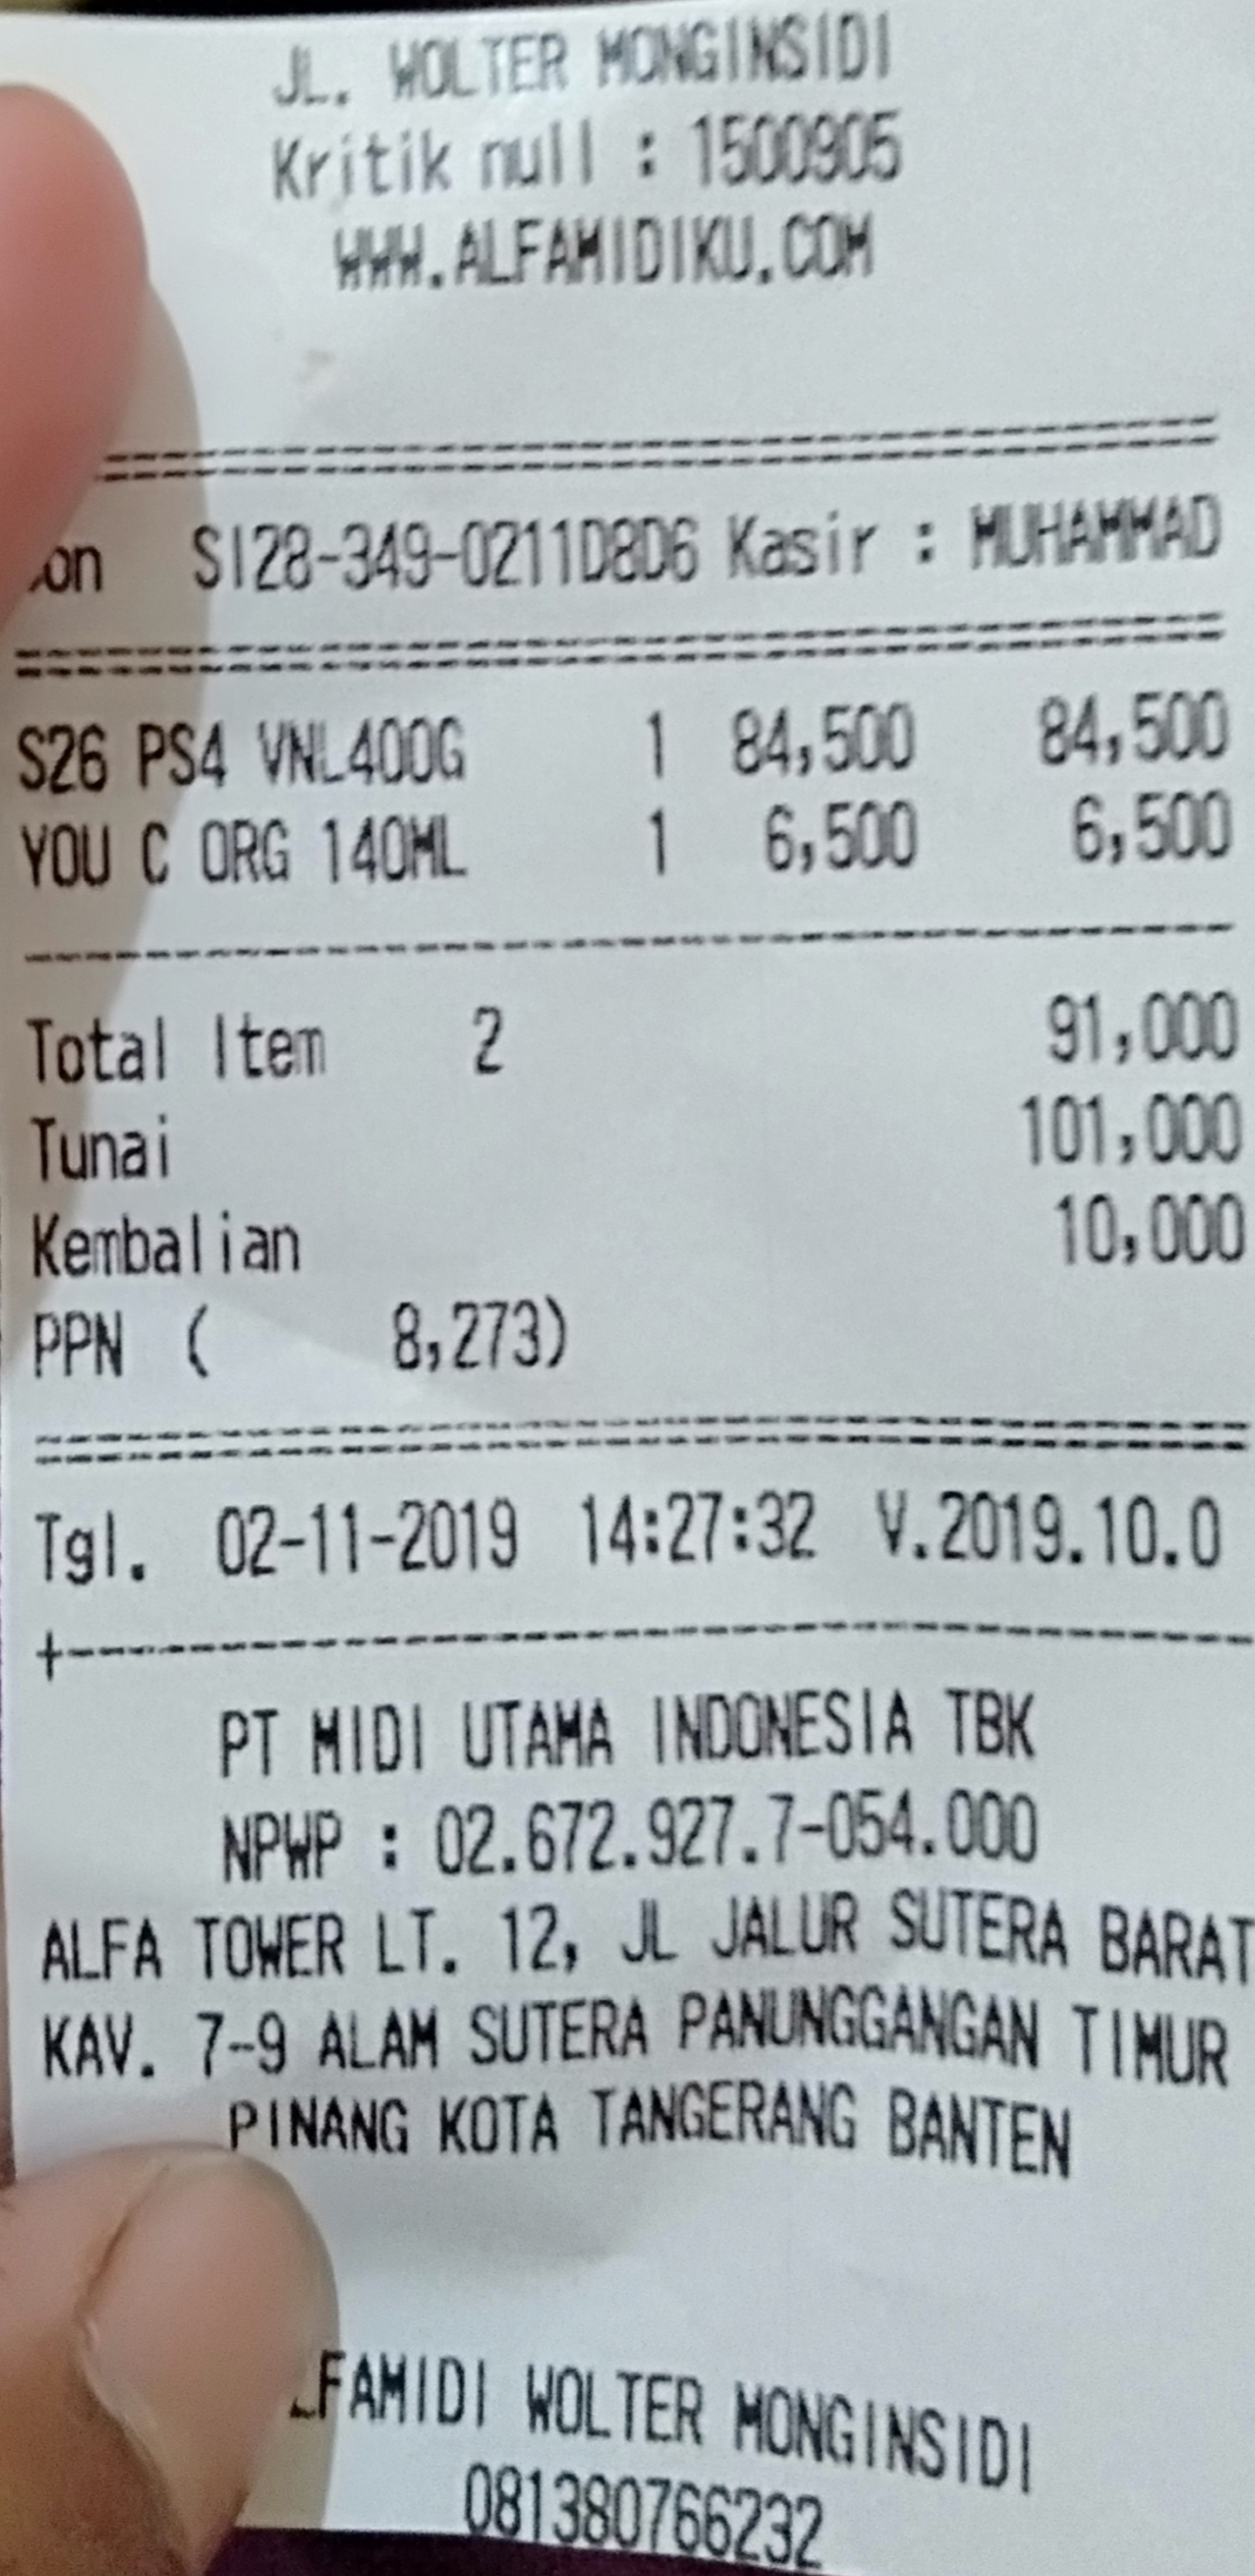 JL. WOLTER MONGINSIDI
Kritik null : 1500905
WWW.ALFAMIDIKU.COM
S128-349-0211D8D6 Kasir : MUHAMMAD
S26 PS4 VNL400G 1 84,500 84,500
YOU C ORG 140ML 1 6,500 6,500
Total Item 2 91,000
Tunai 101,000
Kembalian 10,000
PPN ( 8,273)
Tgl. 02-11-2019 14:27:32 V.2019.10.0
PT MIDI UTAMA INDONESIA TBK
NPWP : 02.672.927.7-054.000
ALFA TOWER LT. 12, JL JALUR SUTERA BARAT
KAV. 7-9 ALAM SUTERA PANUNGGANGAN TIMUR
PINANG KOTA TANGERANG BANTEN
LFAMIDI WOLTER MONGINSIDI
081380766232